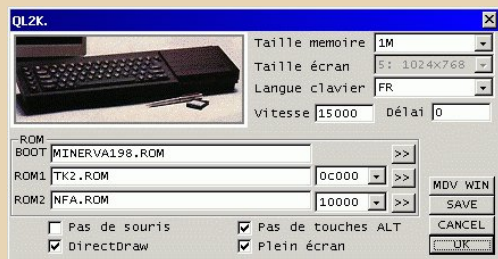 QL2K.
Taille memoire 1M
Taille écran 5: 1024x768
Langue clavier FR
Vitesse 15000 Délai 0
ROM
BOOT MINERVA198.ROM >>
ROM1 TK2.ROM 0C000 >>
ROM2 NFA.ROM 10000 >>
MDV WIN
SAVE
CANCEL
OK
Pas de souris
Pas de touches ALT
DirectDraw
Plein écran